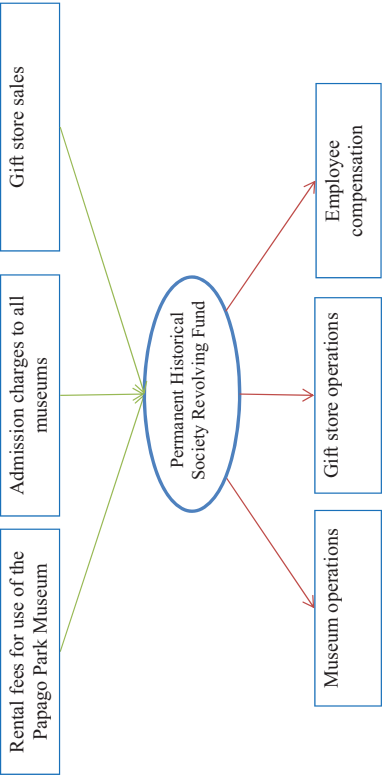 Rental fees for use of the
Papago Park Museum
Admission charges to all
museums
Gift store sales
Permanent Historical
Society Revolving Fund
Museum operations
Gift store operations
Employee
compensation